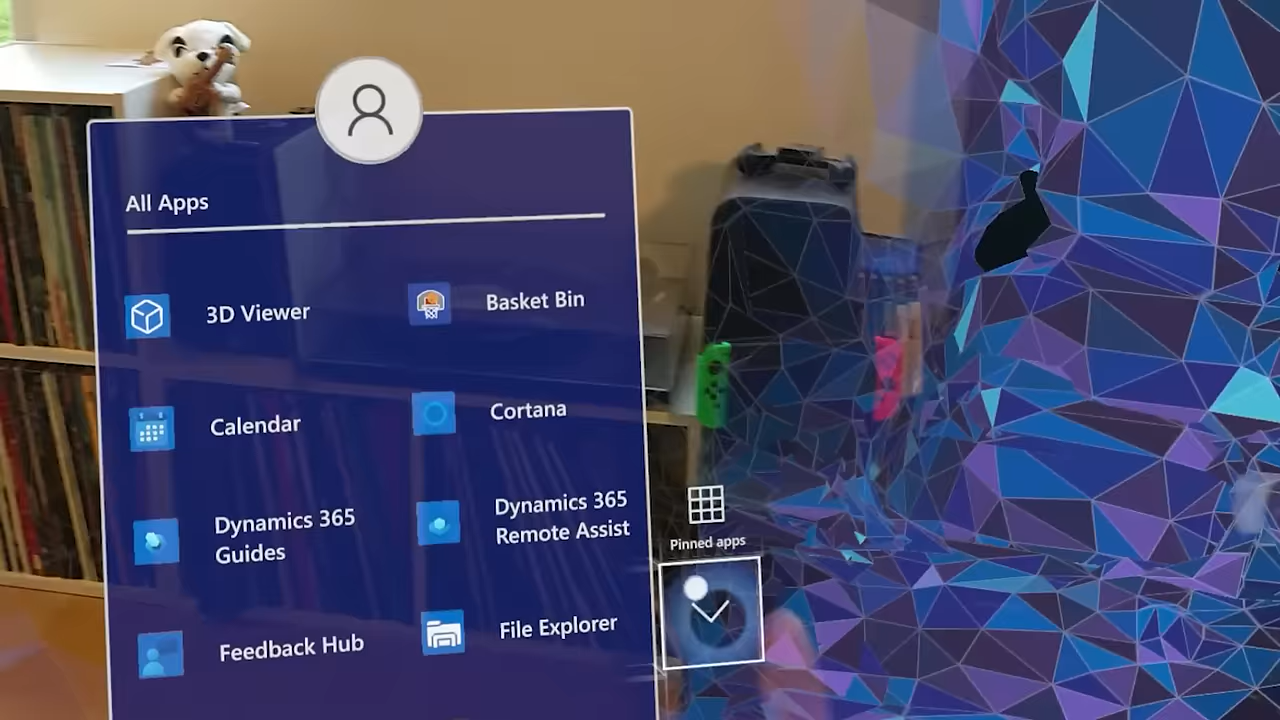 All Apps
3D Viewer
Basket Bin
Calendar
Cortana
Dynamics 365
Guides
Dynamics 365
Remote Assist
Feedback Hub
File Explorer
Pinned apps